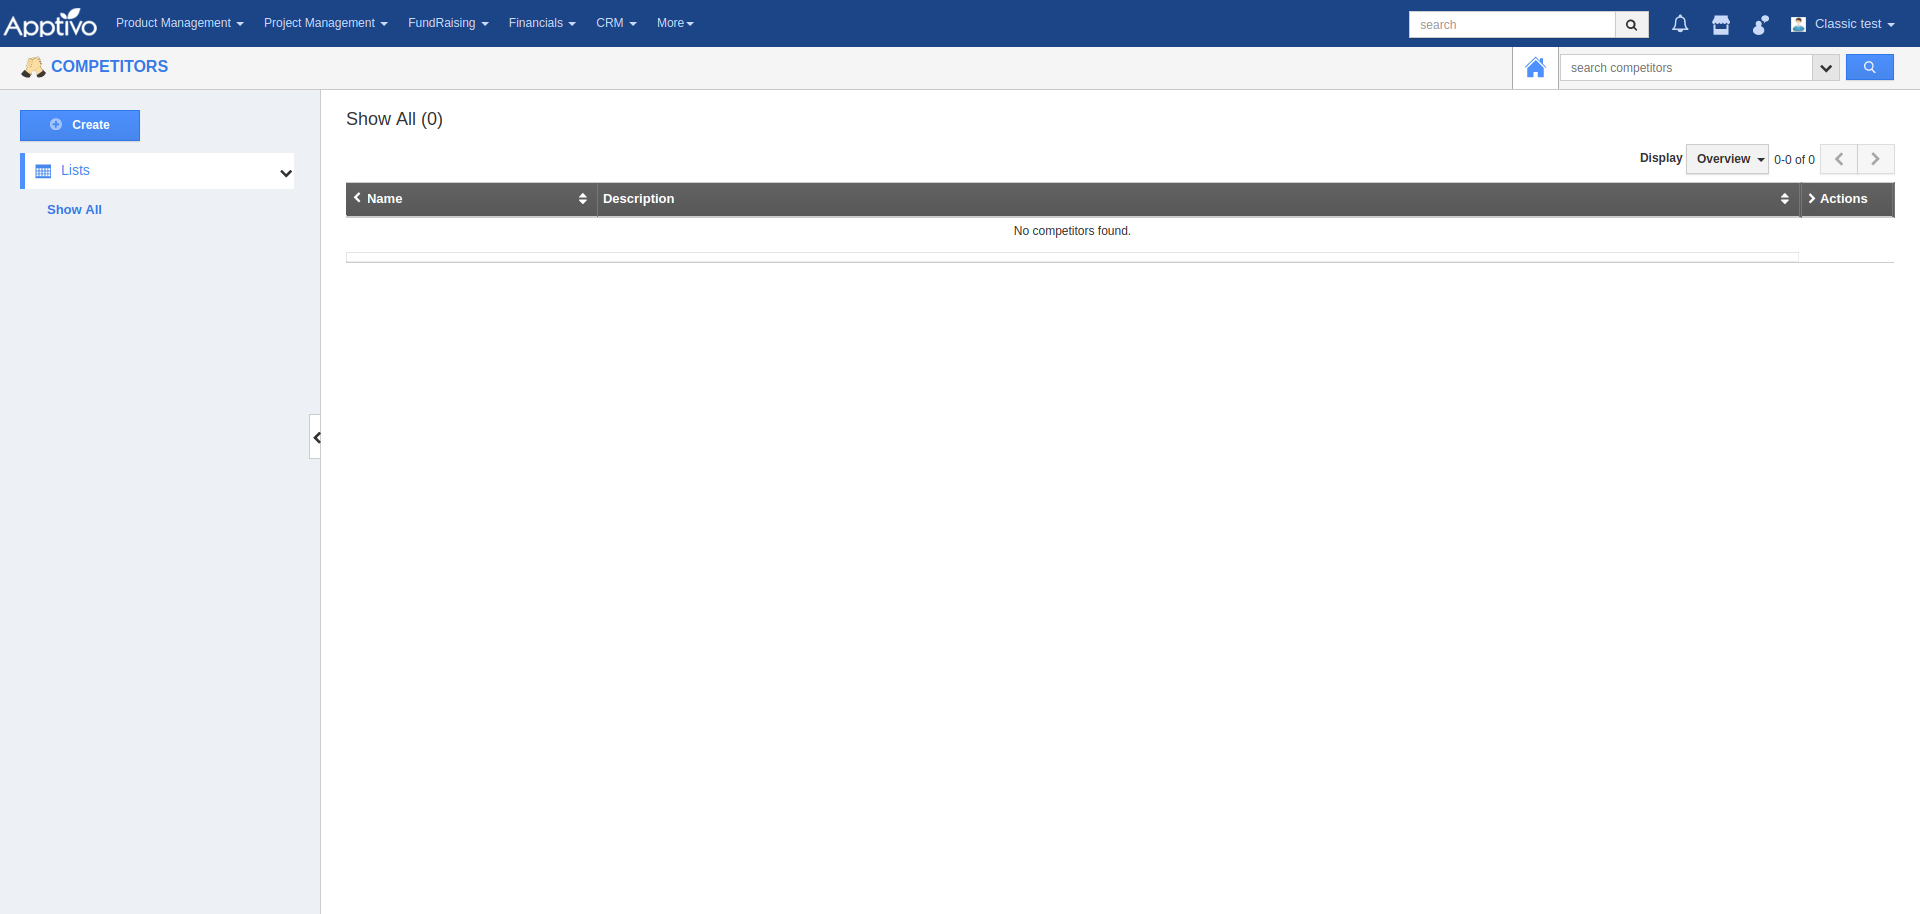 Apptivo
Product Management
Project Management
FundRaising
Financials
CRM
More
search
Classic test
COMPETITORS
search competitors
Create
Lists
Show All
Show All (0)
Display
Overview
0-0 of 0
Name
Description
Actions
No competitors found.